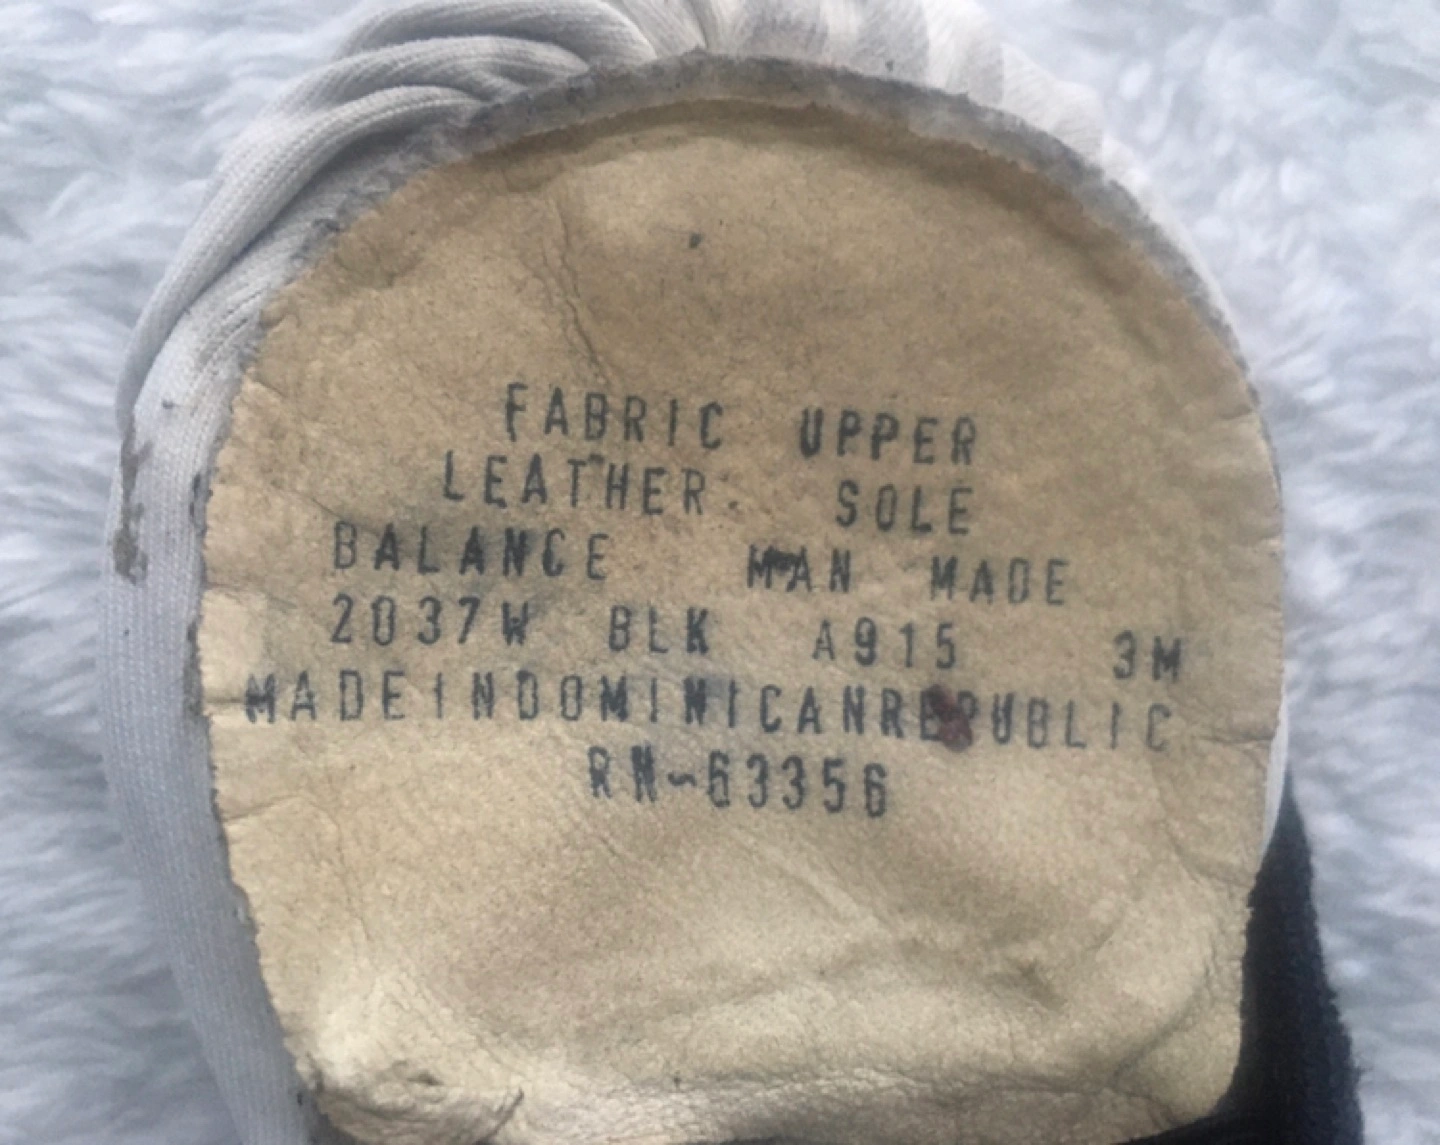 FABRIC UPPER
LEATHER SOLE
BALANCE MAN MADE
2037W BLK A915 3M
MADEINDOMINICANREPUBLIC
RN-63356